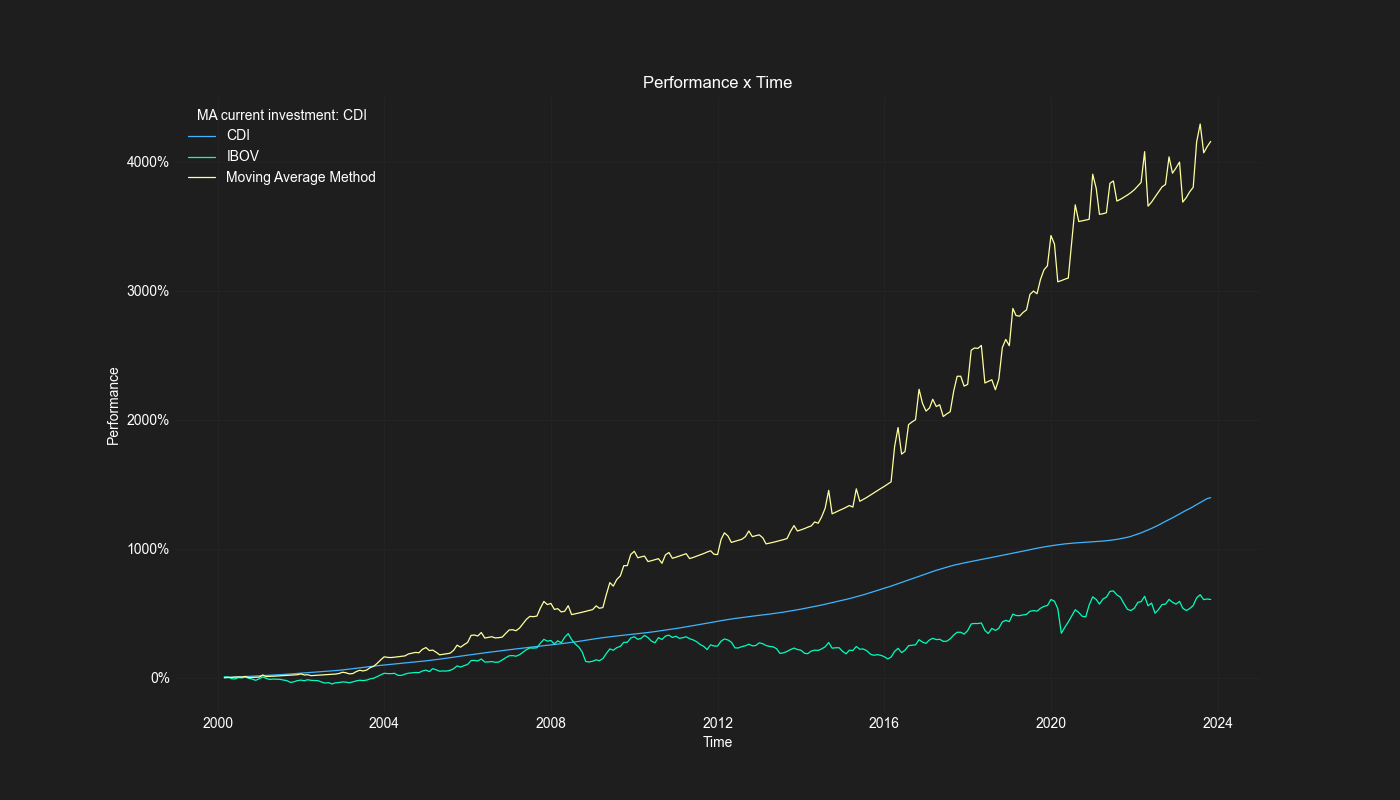 Performance x Time
MA current investment: CDI
CDI
IBOV
Moving Average Method
4000%
3000%
2000%
1000%
0%
Performance
2000 2004 2008 2012 2016 2020 2024
Time